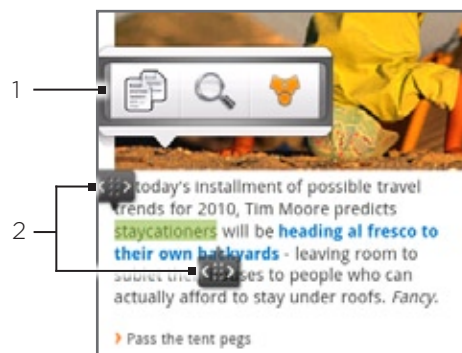 1
2
today's installment of possible travel
trends for 2010, Tim Moore predicts
staycationers will be heading al fresco to
their own backyards - leaving room to
sublet their to people who can
actually afford to stay under roofs. Fancy.
Pass the tent pegs